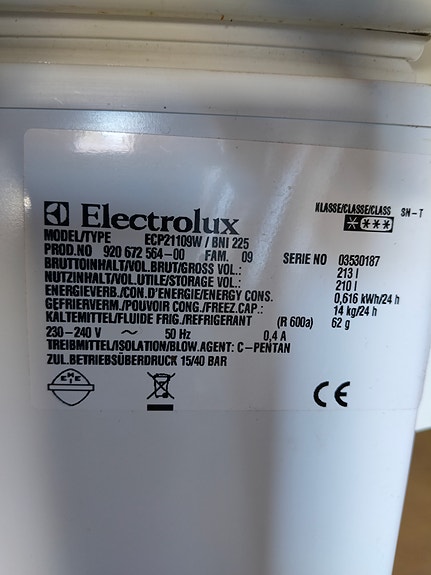 Electrolux
KLASSE/CLASSE/CLASS SN-T
MODEL/TYPE ECP21109W / BNI 225
PROD.NO 920 672 564-00 FAM. 09 SERIE NO 03530187
BRUTTOINHALT/VOL.BRUT/GROSS VOL.: 213 l
NUTZINHALT/VOL.UTILE/STORAGE VOL.: 210 l
ENERGIEVERB./CON.D'ENERGIE/ENERGY CONS. 0,616 kWh/24 h
GEFRIERVERM./POUVOIR CONG./FREEZ.CAP.: 14 kg/24 h
KÄLTEMITTEL/FLUIDE FRIG./REFRIGERANT (R 600a) 62 g
230-240 V ~ 50 Hz 0,4 A
TREIBMITTEL/ISOLATION/BLOW.AGENT: C-PENTAN
ZUL.BETRIEBSÜBERDRUCK 15/40 BAR
CE